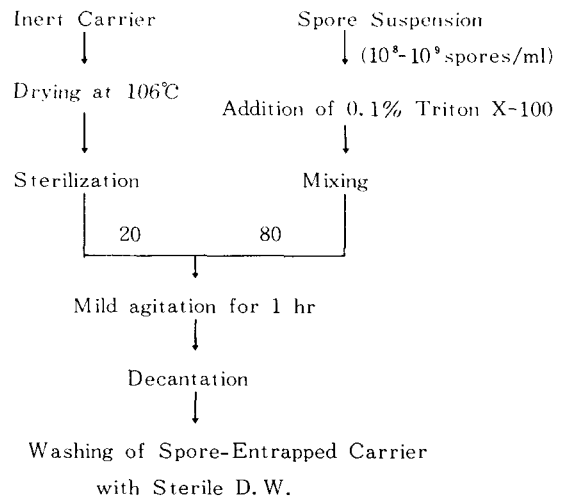 Inert Carrier
Spore Suspension
(10⁸-10⁹ spores/ml)
Drying at 106℃
Addition of 0.1% Triton X-100
Sterilization
Mixing
20
80
Mild agitation for 1 hr
Decantation
Washing of Spore-Entrapped Carrier
with Sterile D.W.